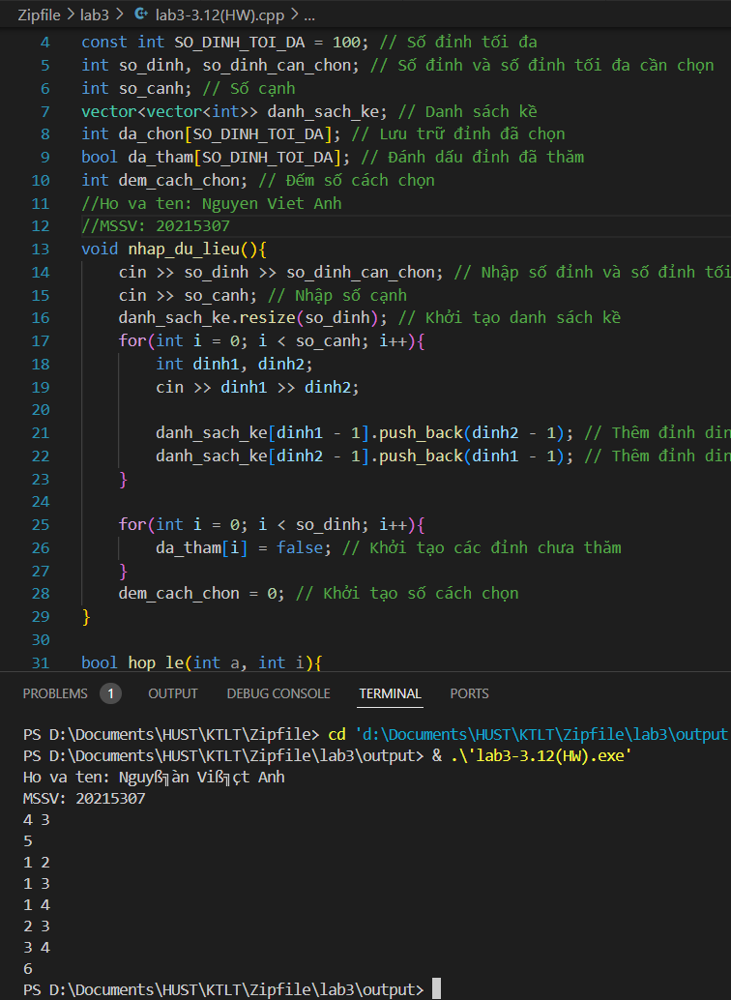 Zipfile > lab3 > lab3-3.12(HW).cpp > ...
4 const int SO_DINH_TOI_DA = 100; // Số đỉnh tối đa
5 int so_dinh, so_dinh_can_chon; // Số đỉnh và số đỉnh tối đa cần chọn
6 int so_canh; // Số cạnh
7 vector<vector<int>> danh_sach_ke; // Danh sách kề
8 int da_chon[SO_DINH_TOI_DA]; // Lưu trữ đỉnh đã chọn
9 bool da_tham[SO_DINH_TOI_DA]; // Đánh dấu đỉnh đã thăm
10 int dem_cach_chon; // Đếm số cách chọn
11 //Ho va ten: Nguyen Viet Anh
12 //MSSV: 20215307
13 void nhap_du_lieu(){
14 cin >> so_dinh >> so_dinh_can_chon; // Nhập số đỉnh và số đỉnh tối
15 cin >> so_canh; // Nhập số cạnh
16 danh_sach_ke.resize(so_dinh); // Khởi tạo danh sách kề
17 for(int i = 0; i < so_canh; i++){
18 int dinh1, dinh2;
19 cin >> dinh1 >> dinh2;
20
21 danh_sach_ke[dinh1 - 1].push_back(dinh2 - 1); // Thêm đỉnh din
22 danh_sach_ke[dinh2 - 1].push_back(dinh1 - 1); // Thêm đỉnh din
23 }
24
25 for(int i = 0; i < so_dinh; i++){
26 da_tham[i] = false; // Khởi tạo các đỉnh chưa thăm
27 }
28 dem_cach_chon = 0; // Khởi tạo số cách chọn
29 }
30
31 bool hop_le(int a, int i){
PROBLEMS 1 OUTPUT DEBUG CONSOLE TERMINAL PORTS
PS D:\Documents\HUST\KTLT\Zipfile> cd 'd:\Documents\HUST\KTLT\Zipfile\lab3\output
PS D:\Documents\HUST\KTLT\Zipfile\lab3\output> & .\'lab3-3.12(HW).exe'
Ho va ten: Nguyß╗àn Viß╗çt Anh
MSSV: 20215307
4 3
5
1 2
1 3
1 4
2 3
3 4
6
PS D:\Documents\HUST\KTLT\Zipfile\lab3\output>